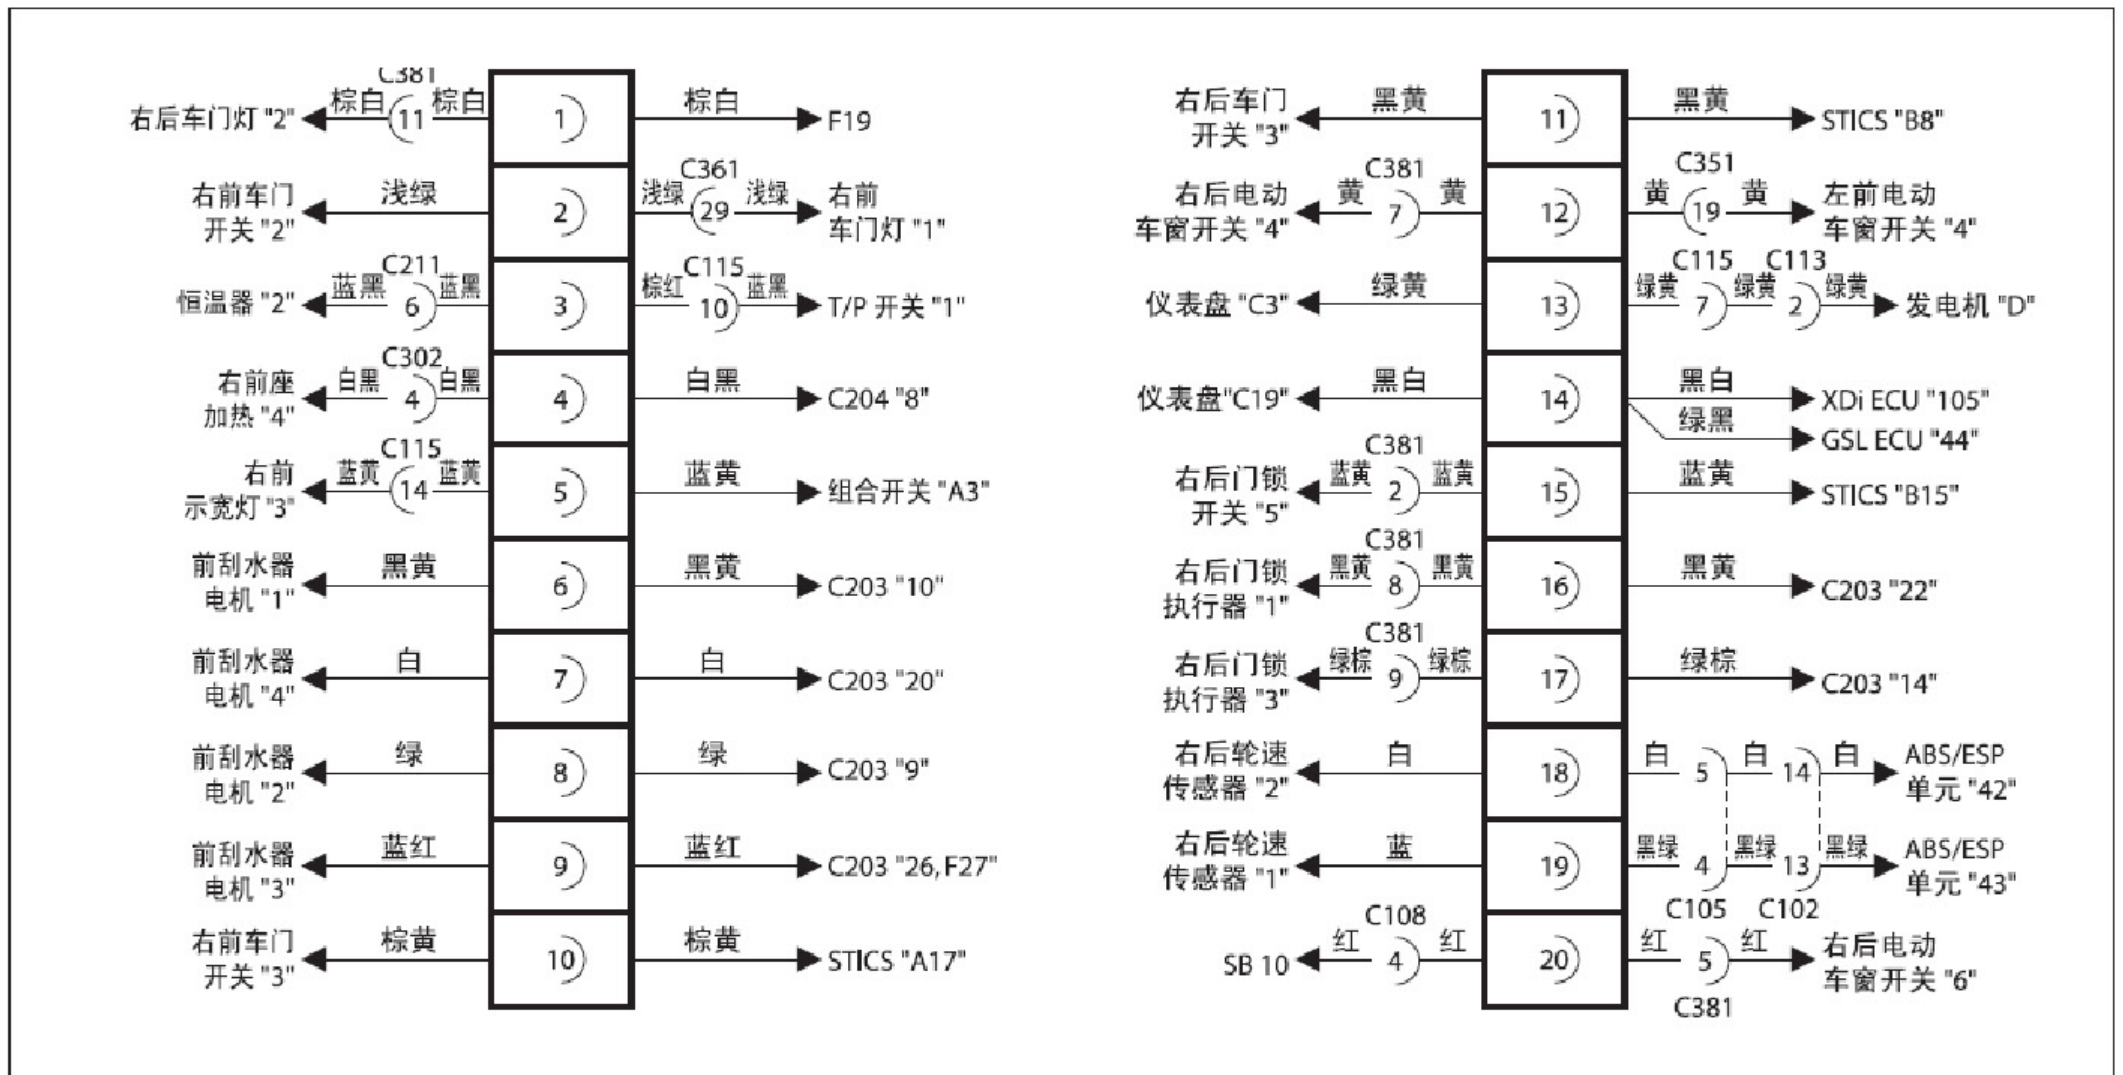 C381
右后车门灯 "2" 棕白 11 棕白 1 棕白 F19
C361
右前车门 浅绿 2 浅绿 29 浅绿 右前
开关 "2" 车门灯 "1"
C211 C115
恒温器 "2" 蓝黑 6 蓝黑 3 棕红 10 蓝黑 T/P 开关 "1"
C302
右前座 白黑 4 白黑 4 白黑 C204 "8"
加热 "4"
C115
右前 蓝黄 14 蓝黄 5 蓝黄 组合开关 "A3"
示宽灯 "3"
前刮水器 黑黄 6 黑黄 C203 "10"
电机 "1"
前刮水器 白 7 白 C203 "20"
电机 "4"
前刮水器 绿 8 绿 C203 "9"
电机 "2"
前刮水器 蓝红 9 蓝红 C203 "26, F27"
电机 "3"
右前车门 棕黄 10 棕黄 STICS "A17"
开关 "3"
右后车门 黑黄 11 黑黄 STICS "B8"
开关 "3"
C381 C351
右后电动 黄 7 黄 12 黄 19 黄 左前电动
车窗开关 "4" 车窗开关 "4"
C115 C113
仪表盘 "C3" 绿黄 13 绿黄 7 绿黄 2 绿黄 发电机 "D"
仪表盘"C19" 黑白 14 黑白 XDi ECU "105"
绿黑 GSL ECU "44"
C381
右后门锁 蓝黄 2 蓝黄 15 蓝黄 STICS "B15"
开关 "5"
C381
右后门锁 黑黄 8 黑黄 16 黑黄 C203 "22"
执行器 "1"
C381
右后门锁 绿棕 9 绿棕 17 绿棕 C203 "14"
执行器 "3"
右后轮速 白 18 白 5 白 14 白 ABS/ESP
传感器 "2" 单元 "42"
右后轮速 蓝 19 黑绿 4 黑绿 13 黑绿 ABS/ESP
传感器 "1" 单元 "43"
C108 C105 C102
SB 10 红 4 红 20 红 5 红 右后电动
车窗开关 "6"
C381